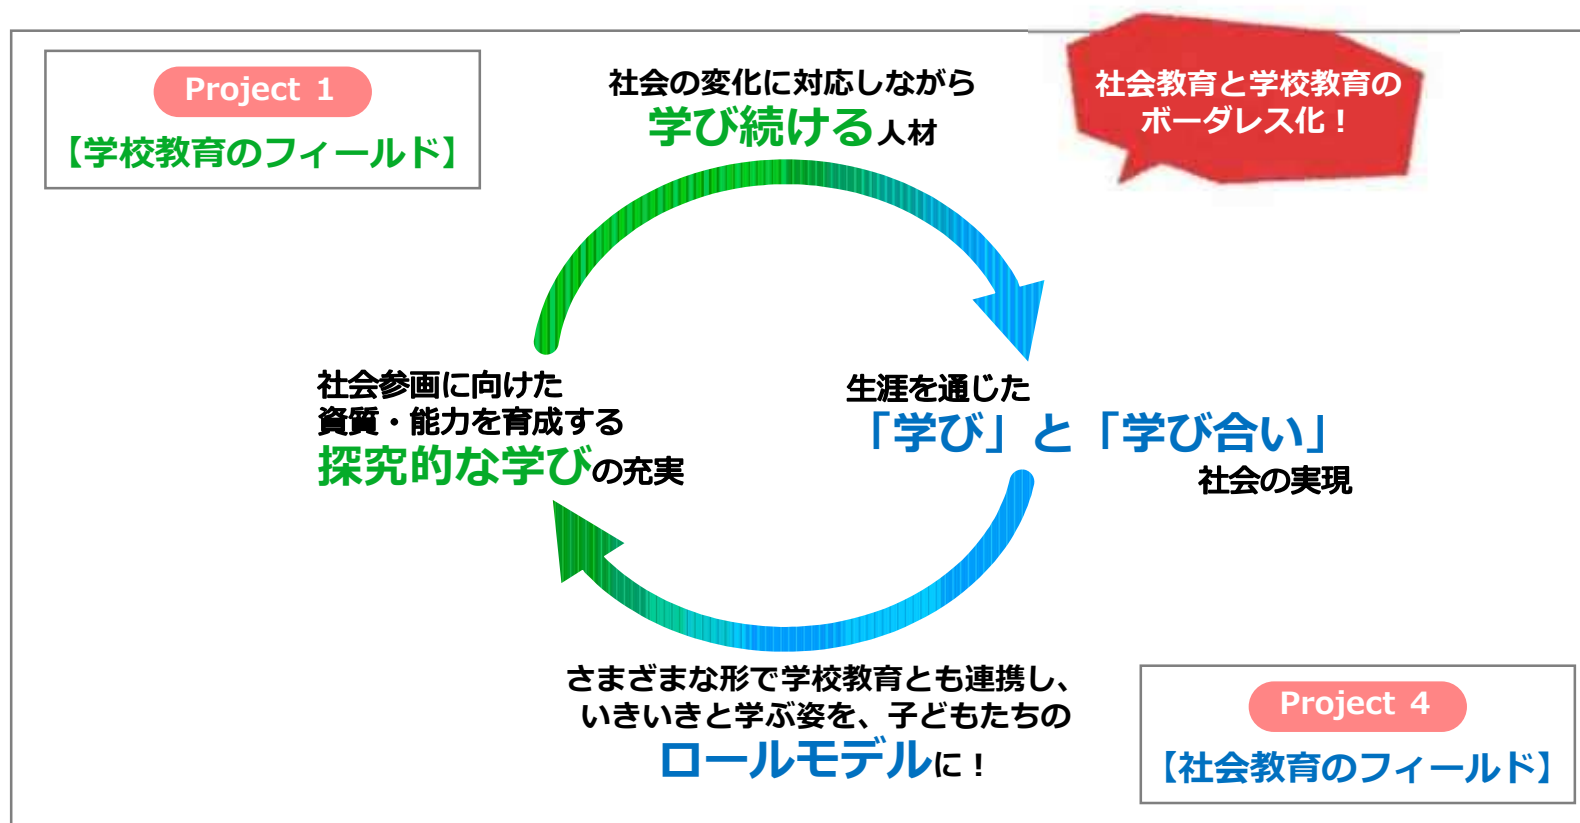 Project 1
【学校教育のフィールド】
社会の変化に対応しながら
学び続ける人材
社会教育と学校教育の
ボーダレス化！
社会参画に向けた
資質・能力を育成する
探究的な学びの充実
生涯を通じた
「学び」と「学び合い」
社会の実現
さまざまな形で学校教育とも連携し、
いきいきと学ぶ姿を、子どもたちの
ロールモデルに！
Project 4
【社会教育のフィールド】